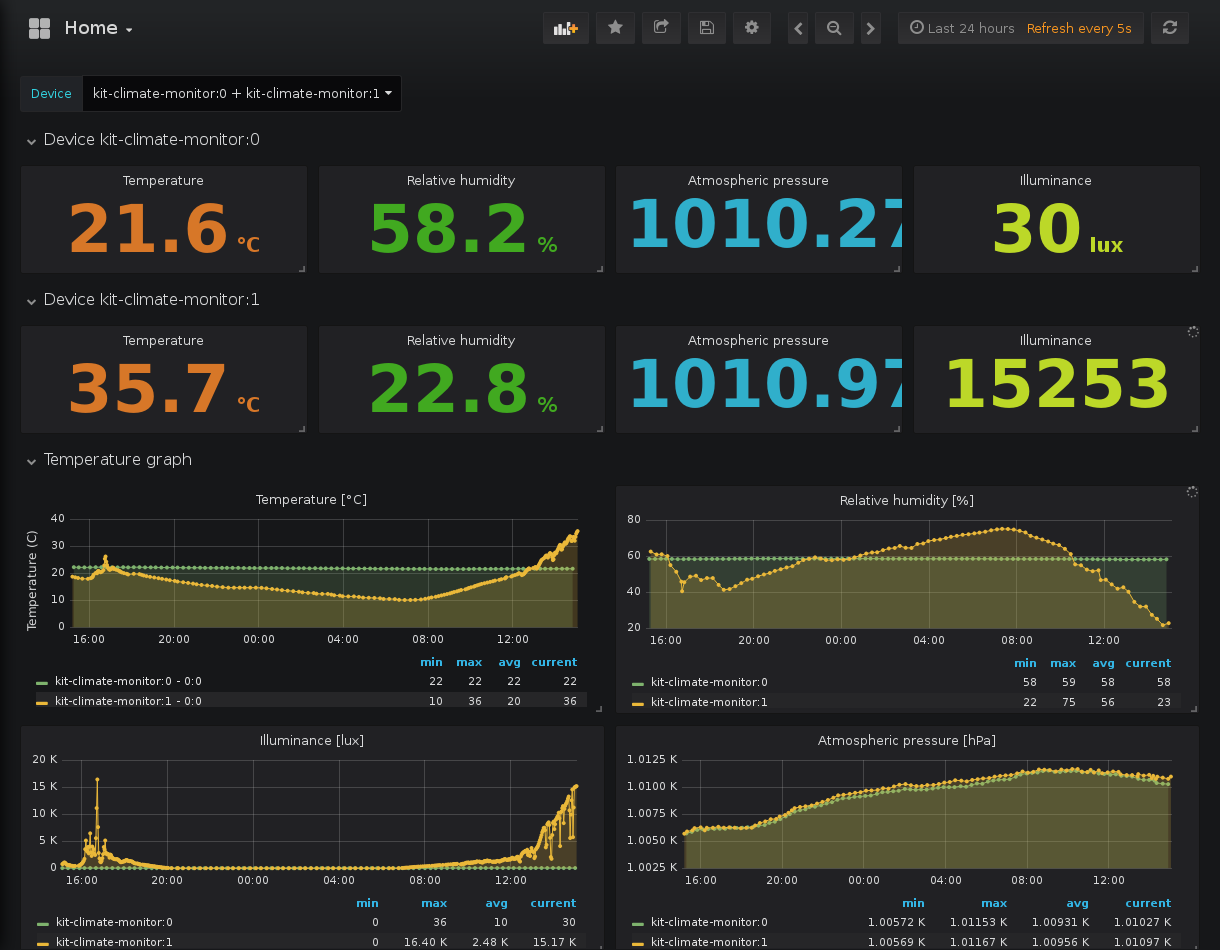 Home
Last 24 hours Refresh every 5s
Device kit-climate-monitor:0 + kit-climate-monitor:1
Device kit-climate-monitor:0
Temperature Relative humidity Atmospheric pressure Illuminance
21.6 °C 58.2 % 1010.27 30 lux
Device kit-climate-monitor:1
Temperature Relative humidity Atmospheric pressure Illuminance
35.7 °C 22.8 % 1010.97 15253
Temperature graph
Temperature [°C]
Temperature (C)
40
30
20
10
0
16:00 20:00 00:00 04:00 08:00 12:00
min max avg current
kit-climate-monitor:0 - 0:0 22 22 22 22
kit-climate-monitor:1 - 0:0 10 36 20 36
Relative humidity [%]
80
60
40
20
16:00 20:00 00:00 04:00 08:00 12:00
min max avg current
kit-climate-monitor:0 58 59 58 58
kit-climate-monitor:1 22 75 56 23
Illuminance [lux]
20 K
15 K
10 K
5 K
0
16:00 20:00 00:00 04:00 08:00 12:00
min max avg current
kit-climate-monitor:0 0 36 10 30
kit-climate-monitor:1 0 16.40 K 2.48 K 15.17 K
Atmospheric pressure [hPa]
1.0125 K
1.0100 K
1.0075 K
1.0050 K
1.0025 K
16:00 20:00 00:00 04:00 08:00 12:00
min max avg current
kit-climate-monitor:0 1.00572 K 1.01153 K 1.00931 K 1.01027 K
kit-climate-monitor:1 1.00569 K 1.01167 K 1.00956 K 1.01097 K